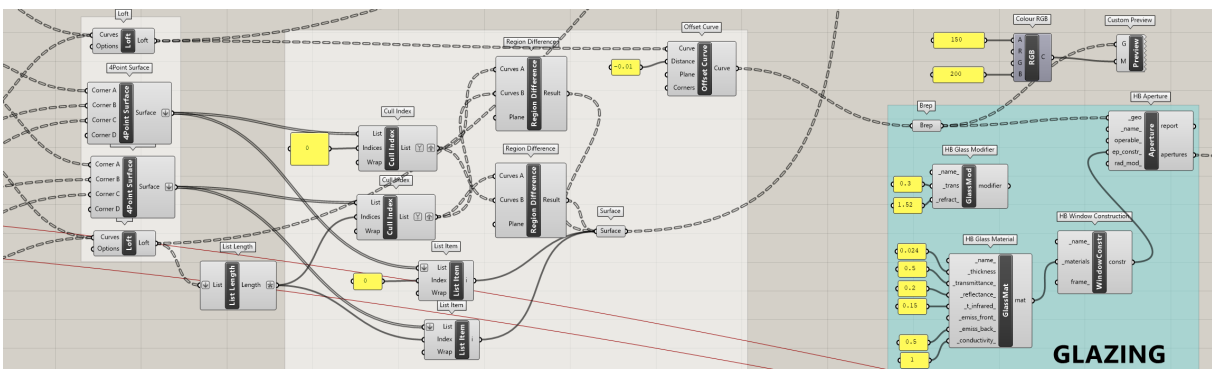 Loft
Curves
Options
Loft
Loft
4Point Surface
Corner A
Corner B
Corner C
Corner D
4Point Surface
Surface
Corner A
Corner B
Corner C
Corner D
4Point Surface
Surface
Curves
Options
Loft
Loft
List Length
List
List Length
Length
Cull Index
0
List
Indices
Wrap
Cull Index
List
Cull Index
List
Indices
Wrap
Cull Index
List
List Item
0
List
Index
Wrap
List Item
i
List Item
List
Index
Wrap
List Item
i
Region Difference
Curves A
Curves B
Plane
Region Difference
Result
Region Difference
Curves A
Curves B
Plane
Region Difference
Result
Surface
Surface
Offset Curve
-0.01
Curve
Distance
Plane
Corners
Offset Curve
Curve
Colour RGB
150
200
A
R
G
B
RGB
C
Custom Preview
G
M
Preview
Brep
Brep
HB Aperture
_geo
_name_
operable_
ep_constr_
rad_mod_
Aperture
report
apertures
HB Glass Modifier
0.3
1.52
_name_
_trans
_refract_
GlassMod
modifier
HB Window Construction
_name_
_materials
frame_
WindowConstr
constr
HB Glass Material
0.024
0.5
0.2
0.15
0.5
1
_name_
_thickness_
_transmittance_
_reflectance_
_t_infrared_
_emiss_front_
_emiss_back_
_conductivity_
GlassMat
mat
GLAZING